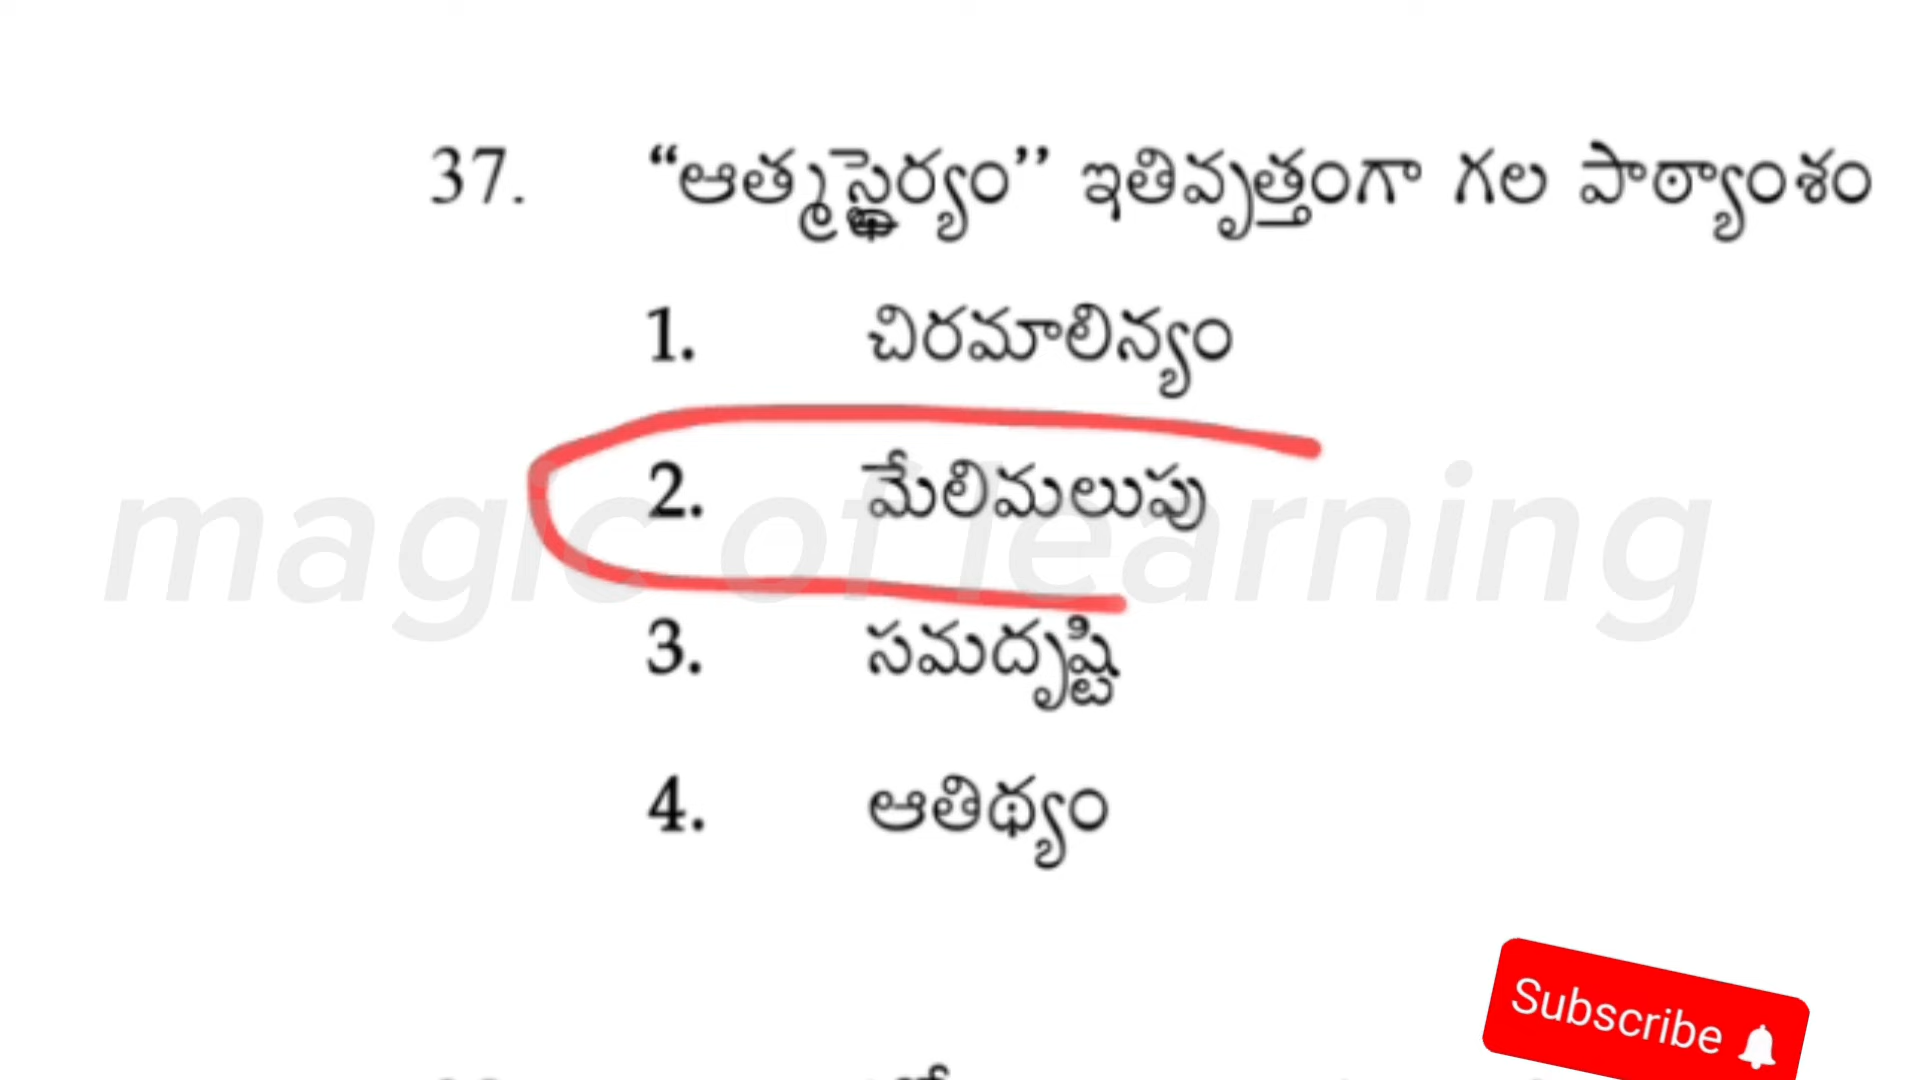 37. “ఆత్మస్థైర్యం” ఇతివృత్తంగా గల పాఠ్యాంశం
1. చిరమాలిన్యం
2. మేలిమలుపు
magic of learning
3. సమదృష్టి
4. ఆతిథ్యం
Subscribe